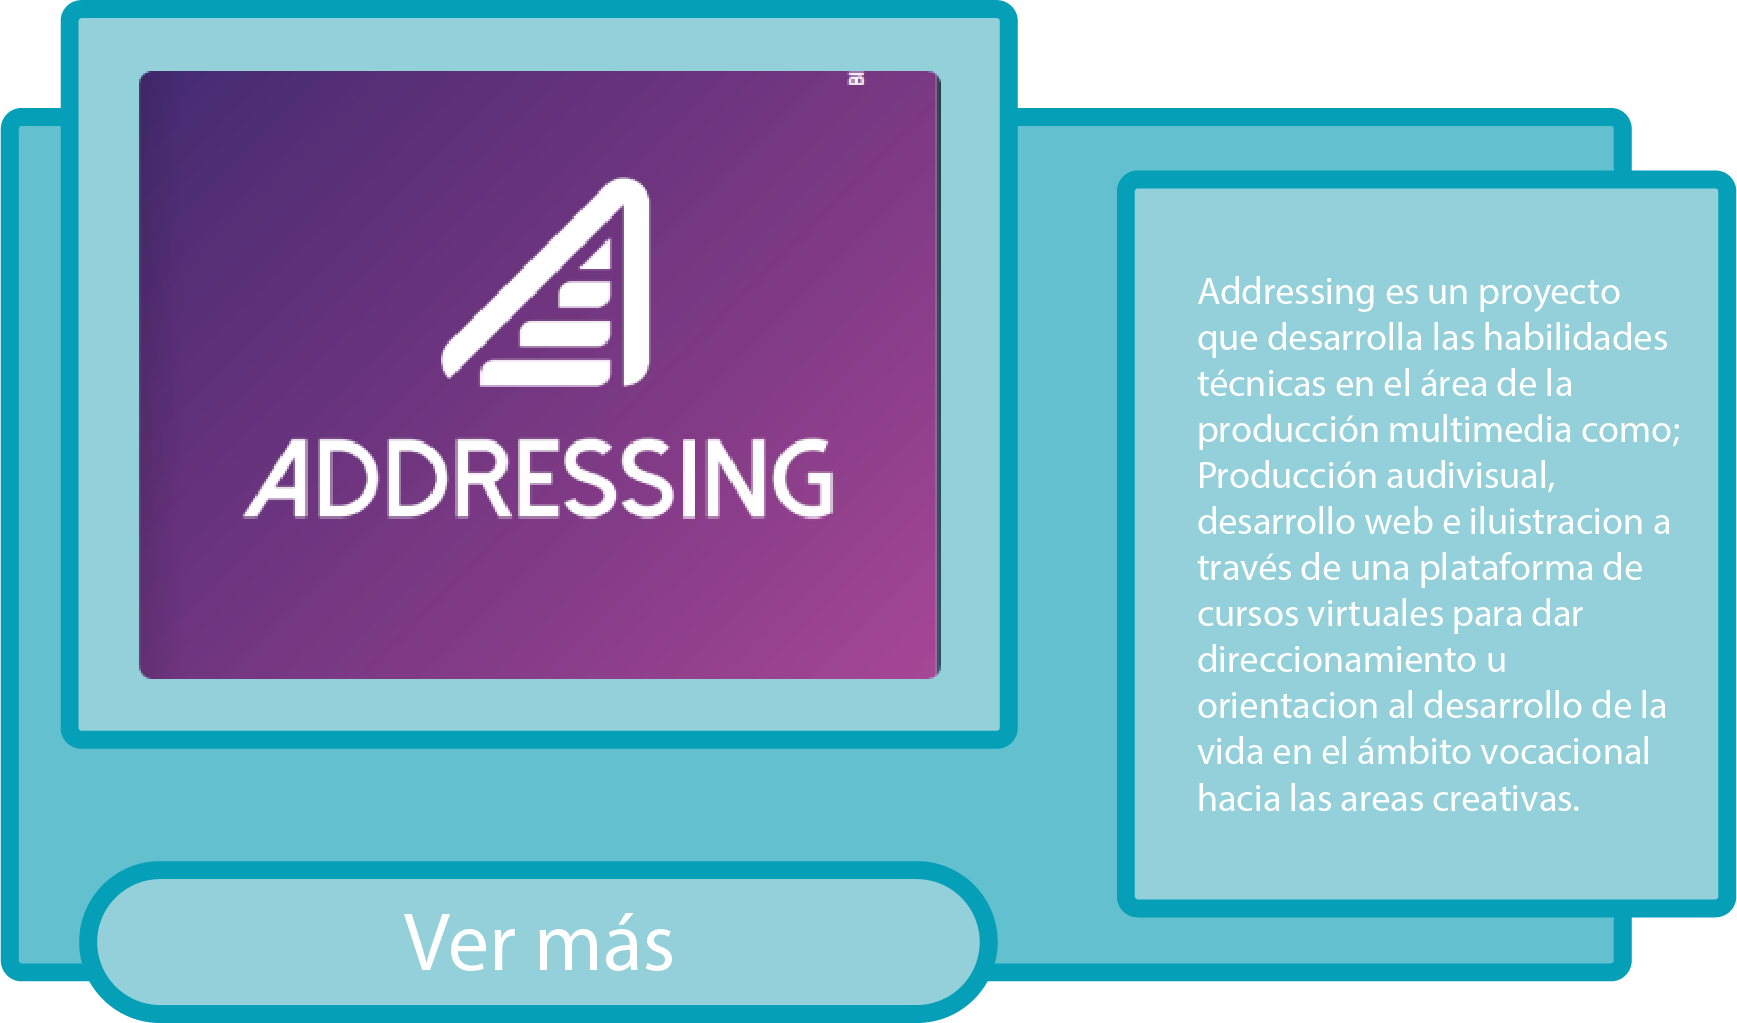 ADDRESSING
Addressing es un proyecto
que desarrolla las habilidades
técnicas en el área de la
producción multimedia como;
Producción audivisual,
desarrollo web e iluistracion a
través de una plataforma de
cursos virtuales para dar
direccionamiento u
orientacion al desarrollo de la
vida en el ámbito vocacional
hacia las areas creativas.
Ver más